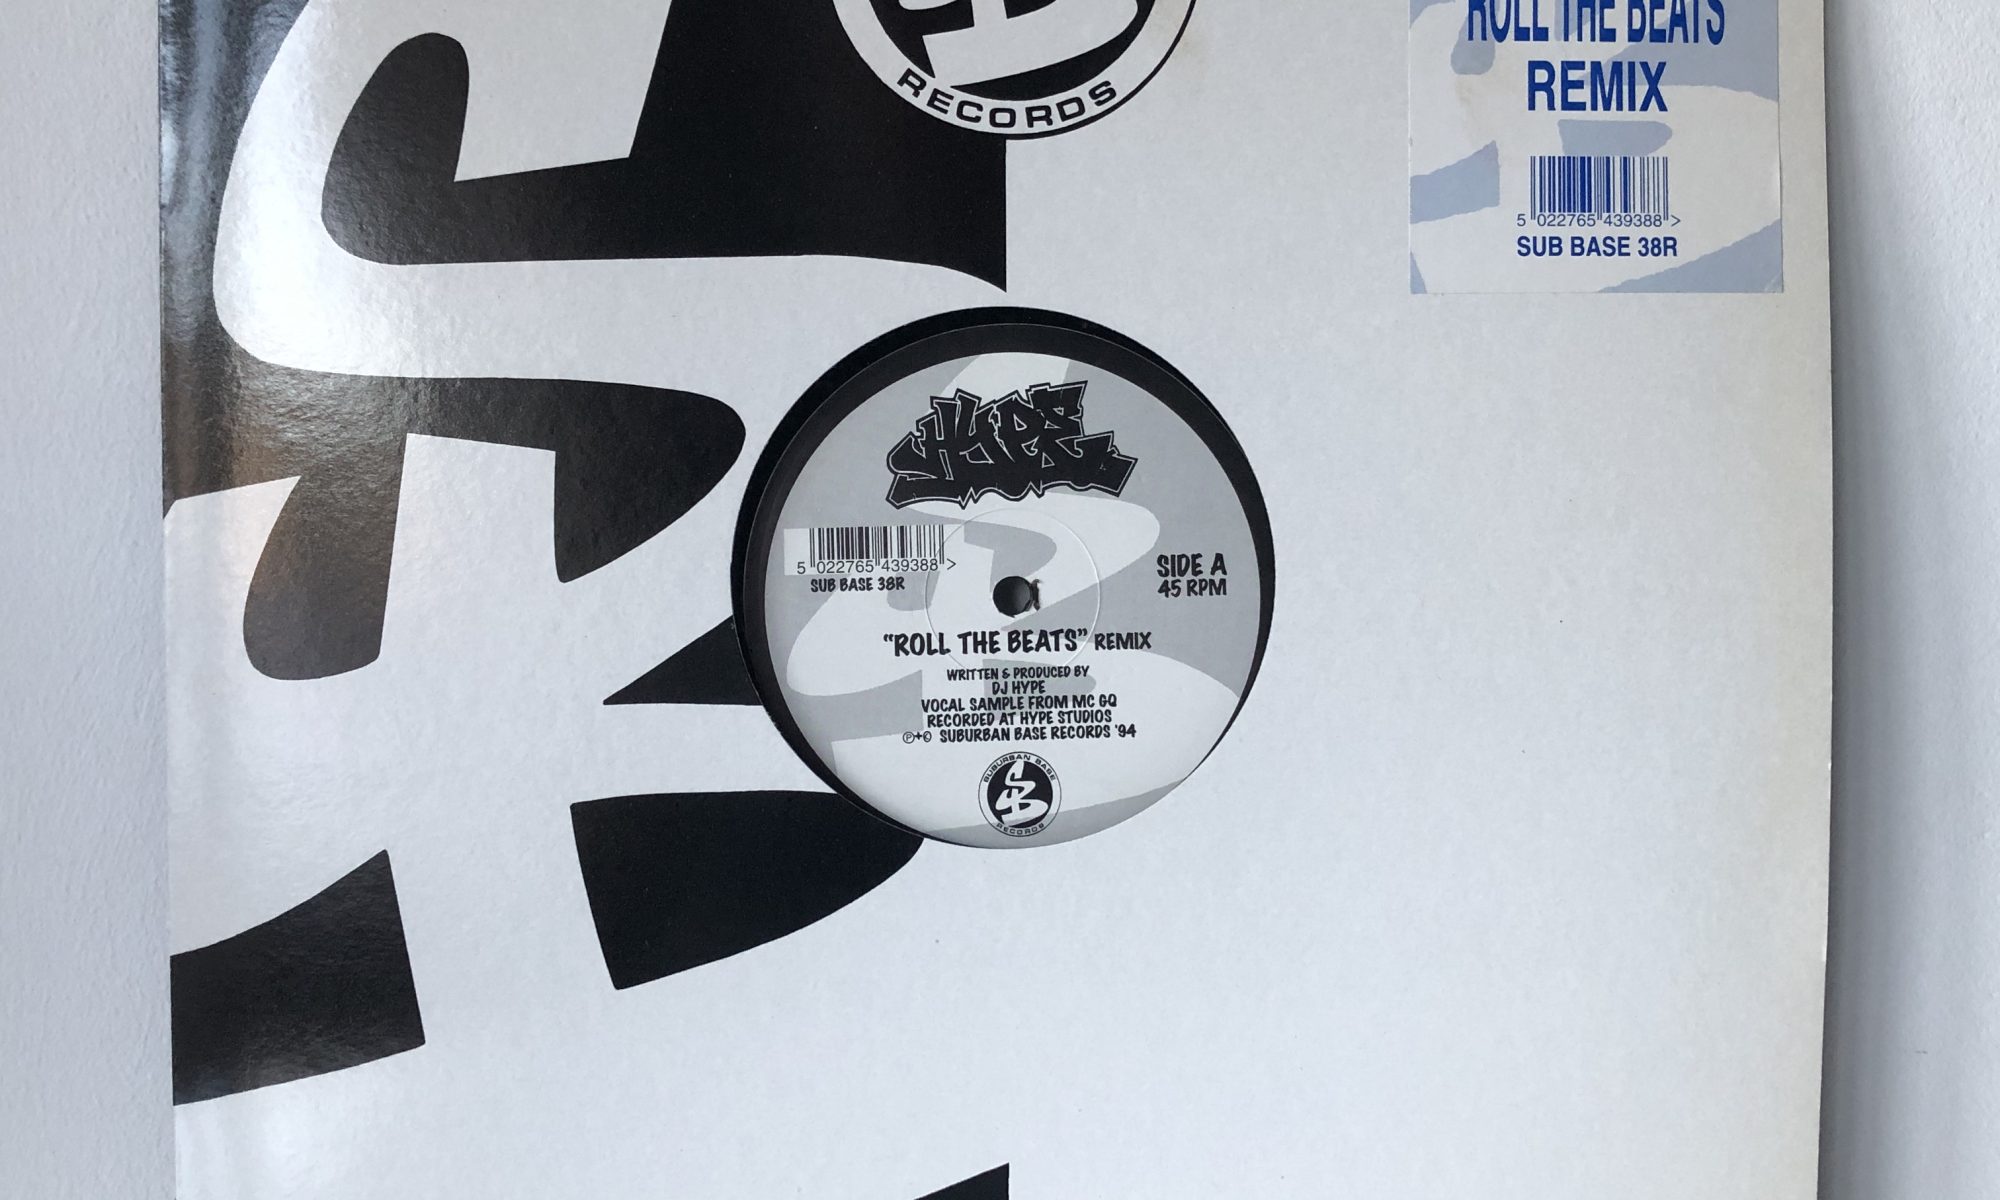 RECORDS
ROLL THE BEATS
REMIX
5 022765 439388 >
SUB BASE 38R
HYPE
5 022765 439388 >
SUB BASE 38R
SIDE A
45 RPM
“ROLL THE BEATS” REMIX
WRITTEN & PRODUCED BY
DJ HYPE
VOCAL SAMPLE FROM MC GQ
RECORDED AT HYPE STUDIOS
℗+© SUBURBAN BASE RECORDS '94
SUBURBAN BASE
SB
RECORDS